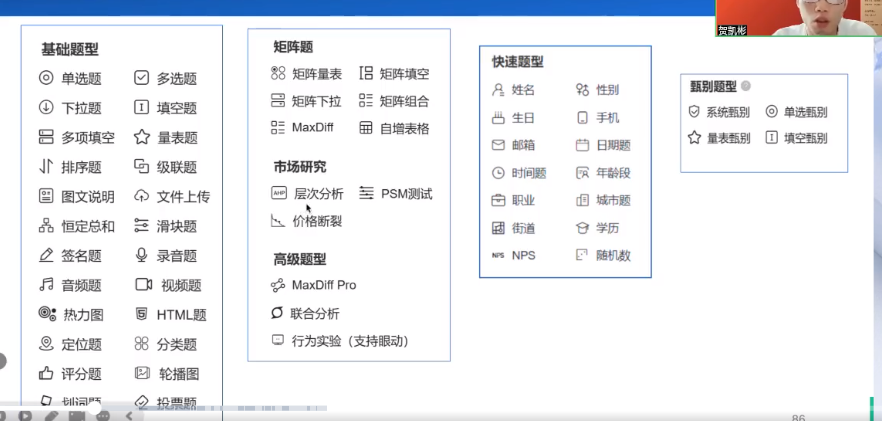 贺凯彬
基础题型
单选题 多选题
下拉题 填空题
多项填空 量表题
排序题 级联题
图文说明 文件上传
恒定总和 滑块题
签名题 录音题
音频题 视频题
热力图 HTML题
定位题 分类题
评分题 轮播图
划词题 投票题
矩阵题
矩阵量表 矩阵填空
矩阵下拉 矩阵组合
MaxDiff 自增表格
市场研究
AHP 层次分析 PSM测试
价格断裂
高级题型
MaxDiff Pro
联合分析
行为实验（支持眼动）
快速题型
姓名 性别
生日 手机
邮箱 日期题
时间题 年龄段
职业 城市题
街道 学历
NPS NPS 随机数
甄别题型
系统甄别 单选甄别
量表甄别 填空甄别
86